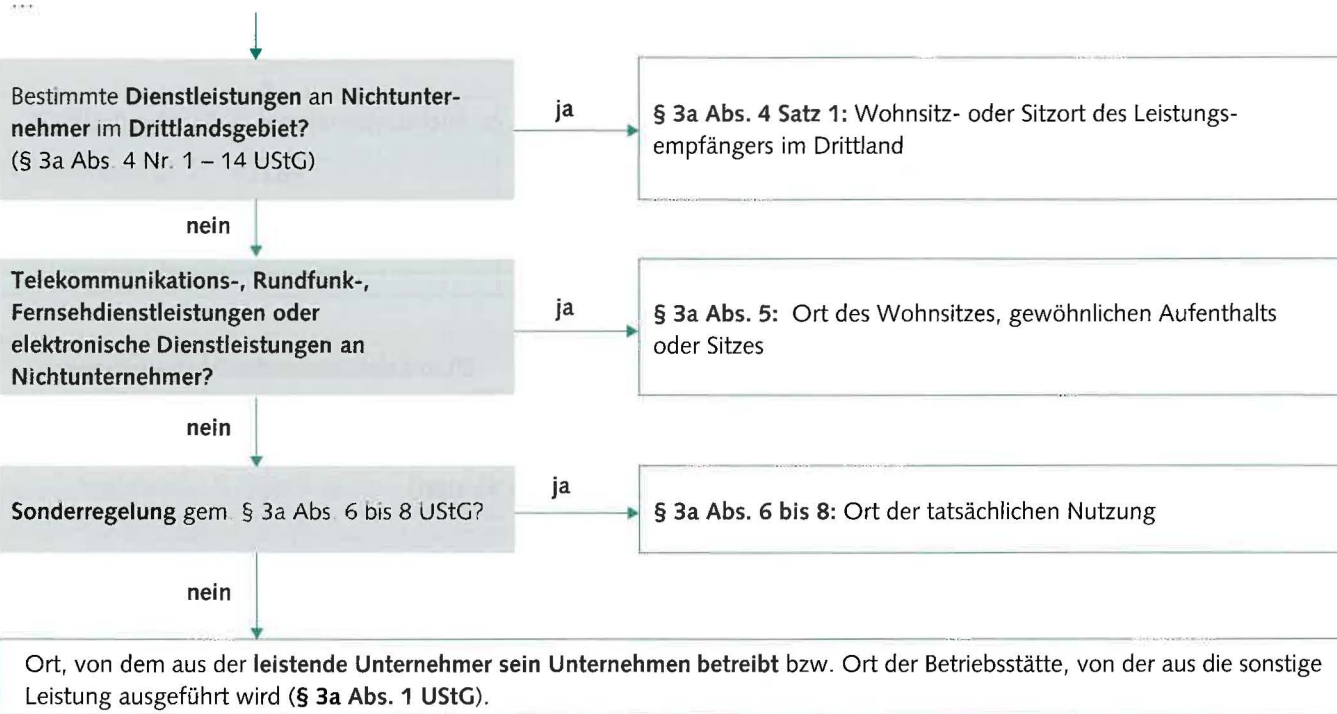 ...
Bestimmte Dienstleistungen an Nichtunter-
nehmer im Drittlandsgebiet?
(§ 3a Abs. 4 Nr. 1 – 14 UStG)
ja
§ 3a Abs. 4 Satz 1: Wohnsitz- oder Sitzort des Leistungs-
empfängers im Drittland
nein
Telekommunikations-, Rundfunk-,
Fernsehdienstleistungen oder
elektronische Dienstleistungen an
Nichtunternehmer?
ja
§ 3a Abs. 5: Ort des Wohnsitzes, gewöhnlichen Aufenthalts
oder Sitzes
nein
Sonderregelung gem. § 3a Abs. 6 bis 8 UStG?
ja
§ 3a Abs. 6 bis 8: Ort der tatsächlichen Nutzung
nein
Ort, von dem aus der leistende Unternehmer sein Unternehmen betreibt bzw. Ort der Betriebsstätte, von der aus die sonstige
Leistung ausgeführt wird (§ 3a Abs. 1 UStG).